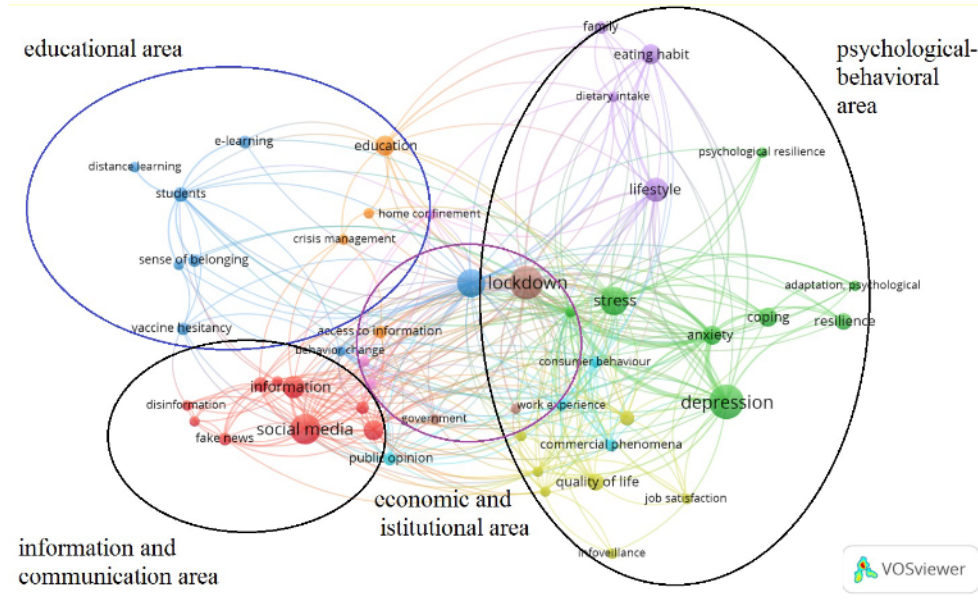 family
educational area
eating habit
psychological-
behavioral
area
dietary intake
e-learning
education
psychological resilience
distance learning
students
lifestyle
home confinement
crisis management
sense of belonging
lockdown
adaptation, psychological
stress
coping
resilience
vaccine hesitancy
access to information
anxiety
behavior change
consumer behaviour
information
depression
disinformation
work experience
government
social media
fake news
commercial phenomena
public opinion
quality of life
economic and
istitutional area
job satisfaction
information and
communication area
infoveillance
VOSviewer